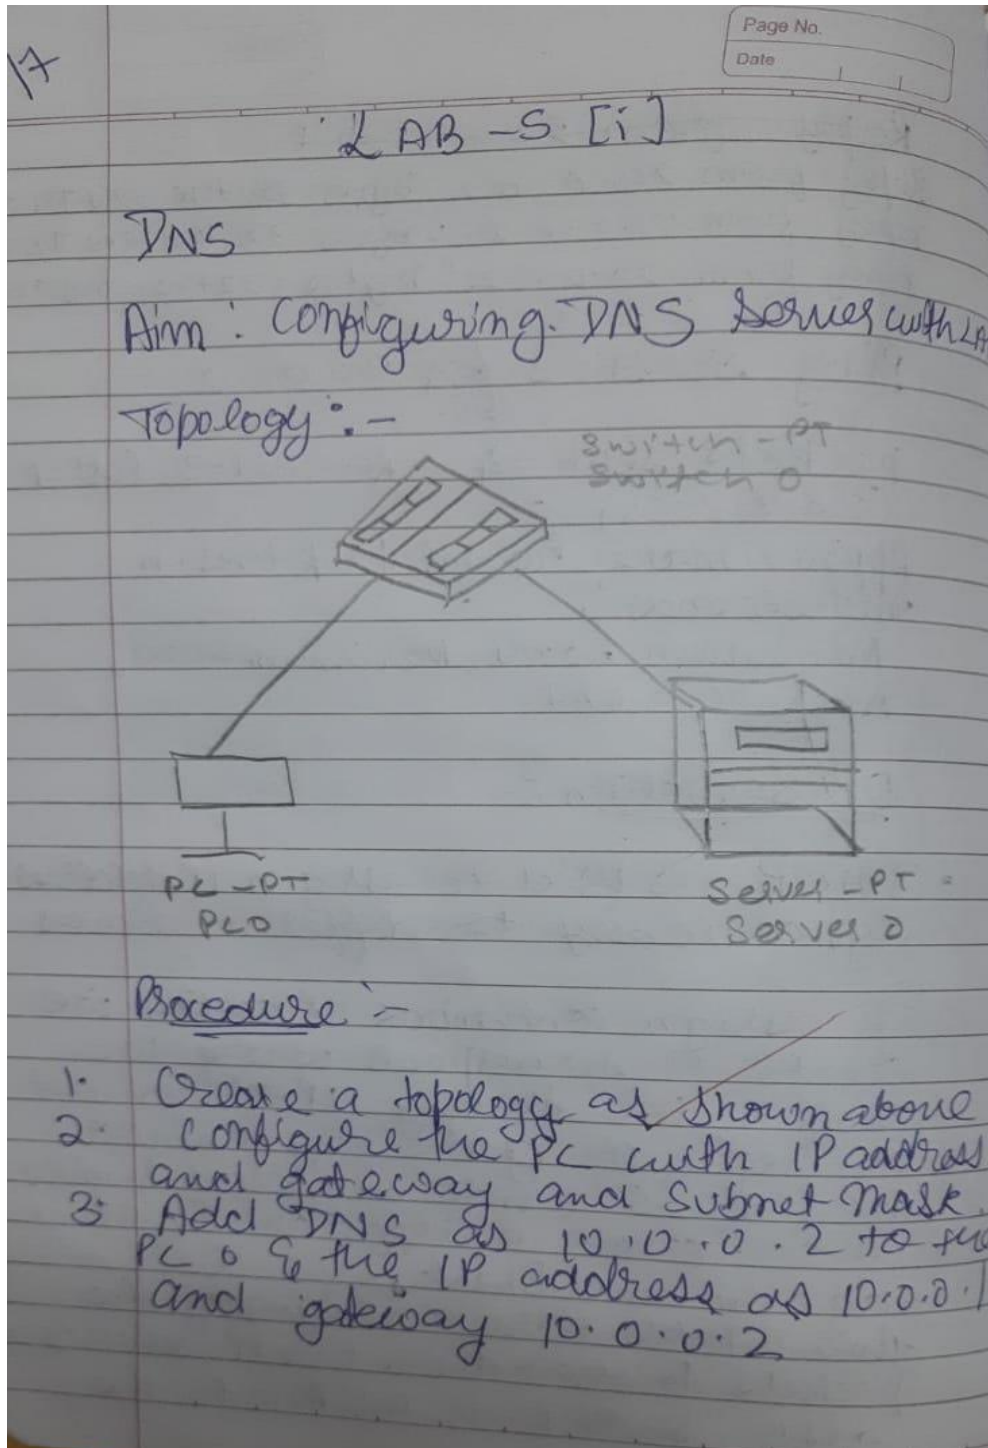 Page No.
Date
17
LAB-5 [i]
DNS
Aim: Configuring DNS Server with LA
Topology:-
Switch-PT
Switch 0
PC-PT
PC0
Server-PT
Server 0
Procedure:-
1. Create a topology as shown above
2. Configure the PC with IP address
and gateway and Subnet Mask.
3. Add DNS as 10.0.0.2 to the
PC 0 & the IP address as 10.0.0.1
and gateway 10.0.0.2